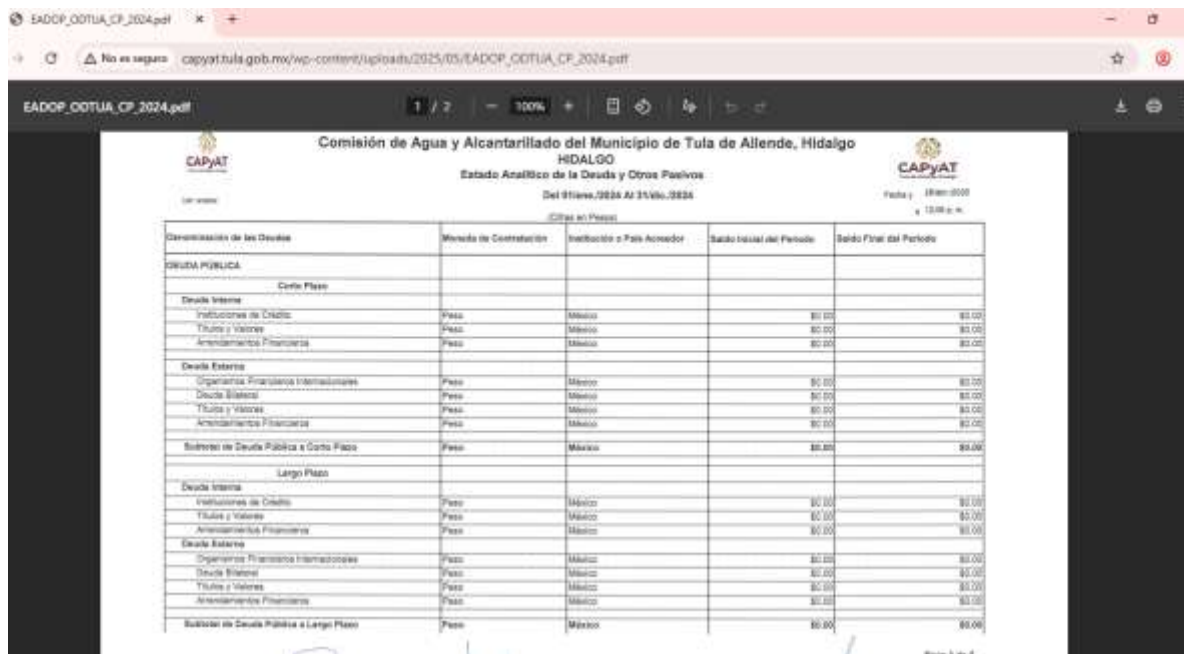 EADOP_ODTUA_CP_2024.pdf
No es seguro capyat.tula.gob.mx/wp-content/uploads/2025/05/EADOP_ODTUA_CP_2024.pdf
EADOP_ODTUA_CP_2024.pdf 1 / 2 100%
Comisión de Agua y Alcantarillado del Municipio de Tula de Allende, Hidalgo
HIDALGO
CAPyAT CAPyAT
Estado Analítico de la Deuda y Otros Pasivos
Del 01/ene./2024 Al 31/dic./2024
Fecha y
(Cifras en Pesos)
Denominación de las Deudas Moneda de Contratación Institución o País Acreedor Saldo Inicial del Periodo Saldo Final del Periodo
DEUDA PÚBLICA
Corto Plazo
Deuda Interna
Instituciones de Crédito Peso México $0.00 $0.00
Títulos y Valores Peso México $0.00 $0.00
Arrendamientos Financieros Peso México $0.00 $0.00
Deuda Externa
Organismos Financieros Internacionales Peso México $0.00 $0.00
Deuda Bilateral Peso México $0.00 $0.00
Títulos y Valores Peso México $0.00 $0.00
Arrendamientos Financieros Peso México $0.00 $0.00
Subtotal de Deuda Pública a Corto Plazo Peso México $0.00 $0.00
Largo Plazo
Deuda Interna
Instituciones de Crédito Peso México $0.00 $0.00
Títulos y Valores Peso México $0.00 $0.00
Arrendamientos Financieros Peso México $0.00 $0.00
Deuda Externa
Organismos Financieros Internacionales Peso México $0.00 $0.00
Deuda Bilateral Peso México $0.00 $0.00
Títulos y Valores Peso México $0.00 $0.00
Arrendamientos Financieros Peso México $0.00 $0.00
Subtotal de Deuda Pública a Largo Plazo Peso México $0.00 $0.00